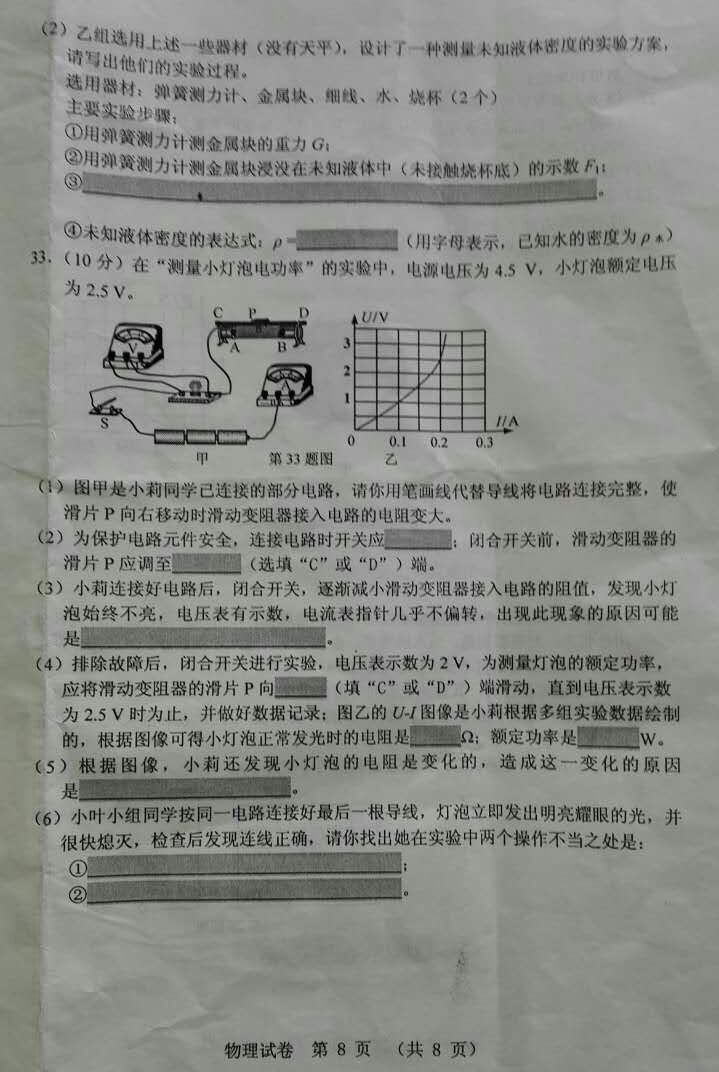 （2）乙组选用上述一些器材（没有天平），设计了一种测量未知液体密度的实验方案，
请写出他们的实验过程。
选用器材：弹簧测力计、金属块、细线、水、烧杯（2个）
主要实验步骤：
①用弹簧测力计测金属块的重力G；
②用弹簧测力计测金属块浸没在未知液体中（未接触烧杯底）的示数F₁；
③。
④未知液体密度的表达式：ρ=（用字母表示，已知水的密度为ρ水）
33.（10分）在“测量小灯泡电功率”的实验中，电源电压为4.5 V，小灯泡额定电压
为2.5 V。
C P D
A B
V
A
S
甲
U/V
3
2
1
0 0.1 0.2 0.3
I/A
乙
第33题图
（1）图甲是小莉同学已连接的部分电路，请你用笔画线代替导线将电路连接完整，使
滑片P向右移动时滑动变阻器接入电路的电阻变大。
（2）为保护电路元件安全，连接电路时开关应；闭合开关前，滑动变阻器的
滑片P应调至（选填“C”或“D”）端。
（3）小莉连接好电路后，闭合开关，逐渐减小滑动变阻器接入电路的阻值，发现小灯
泡始终不亮，电压表有示数，电流表指针几乎不偏转，出现此现象的原因可能
是。
（4）排除故障后，闭合开关进行实验，电压表示数为2 V，为测量灯泡的额定功率，
应将滑动变阻器的滑片P向（填“C”或“D”）端滑动，直到电压表示数
为2.5 V时为止，并做好数据记录；图乙的U-I图像是小莉根据多组实验数据绘制
的，根据图像可得小灯泡正常发光时的电阻是Ω；额定功率是W。
（5）根据图像，小莉还发现小灯泡的电阻是变化的，造成这一变化的原因
是。
（6）小叶小组同学按同一电路连接好最后一根导线，灯泡立即发出明亮耀眼的光，并
很快熄灭，检查后发现连线正确，请你找出她在实验中两个操作不当之处是：
①；
②。
物理试卷 第8页 （共8页）